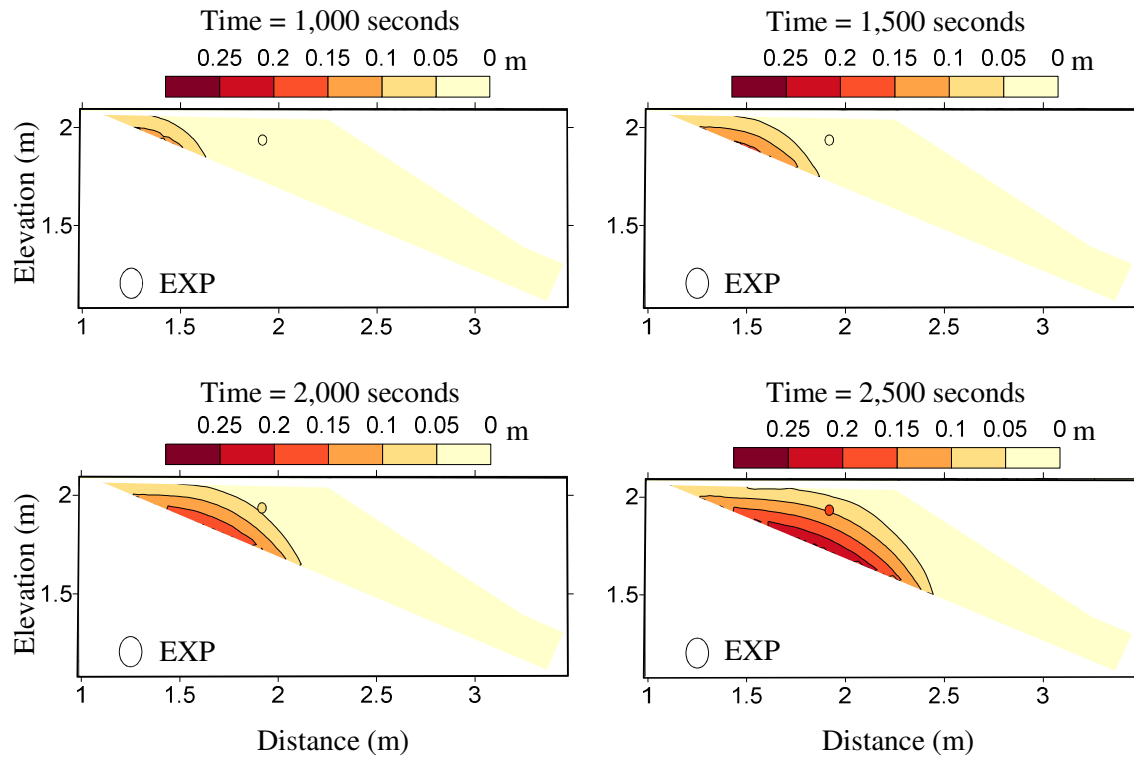 Time = 1,000 seconds
0.25 0.2 0.15 0.1 0.05 0 m
Elevation (m)
2
1.5
EXP
1 1.5 2 2.5 3
Time = 1,500 seconds
0.25 0.2 0.15 0.1 0.05 0 m
2
1.5
EXP
1 1.5 2 2.5 3
Time = 2,000 seconds
0.25 0.2 0.15 0.1 0.05 0 m
Elevation (m)
2
1.5
EXP
1 1.5 2 2.5 3
Distance (m)
Time = 2,500 seconds
0.25 0.2 0.15 0.1 0.05 0 m
2
1.5
EXP
1 1.5 2 2.5 3
Distance (m)